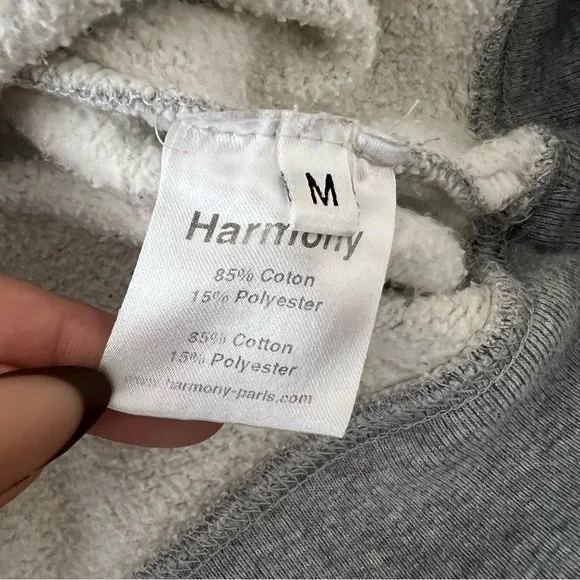 M
Harmony
85% Coton
15% Polyester
85% Cotton
15% Polyester
www.harmony-paris.com